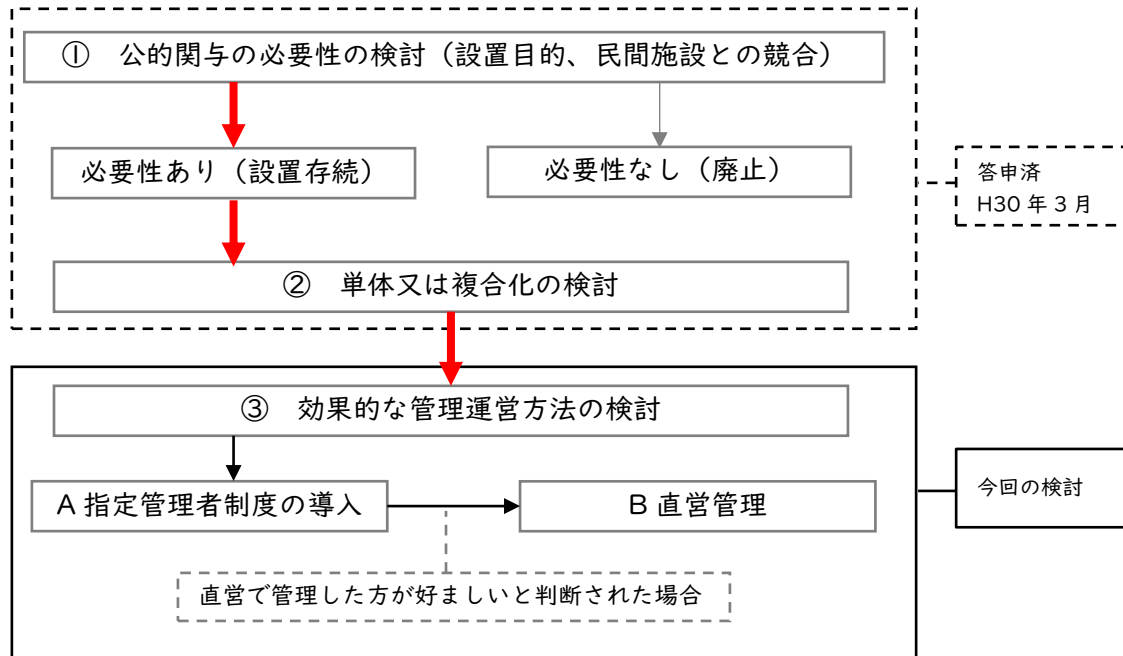 ① 公的関与の必要性の検討（設置目的、民間施設との競合）
必要性あり（設置存続）
必要性なし（廃止）
答申済
H30 年 3 月
② 単体又は複合化の検討
③ 効果的な管理運営方法の検討
A 指定管理者制度の導入
B 直営管理
今回の検討
直営で管理した方が好ましいと判断された場合